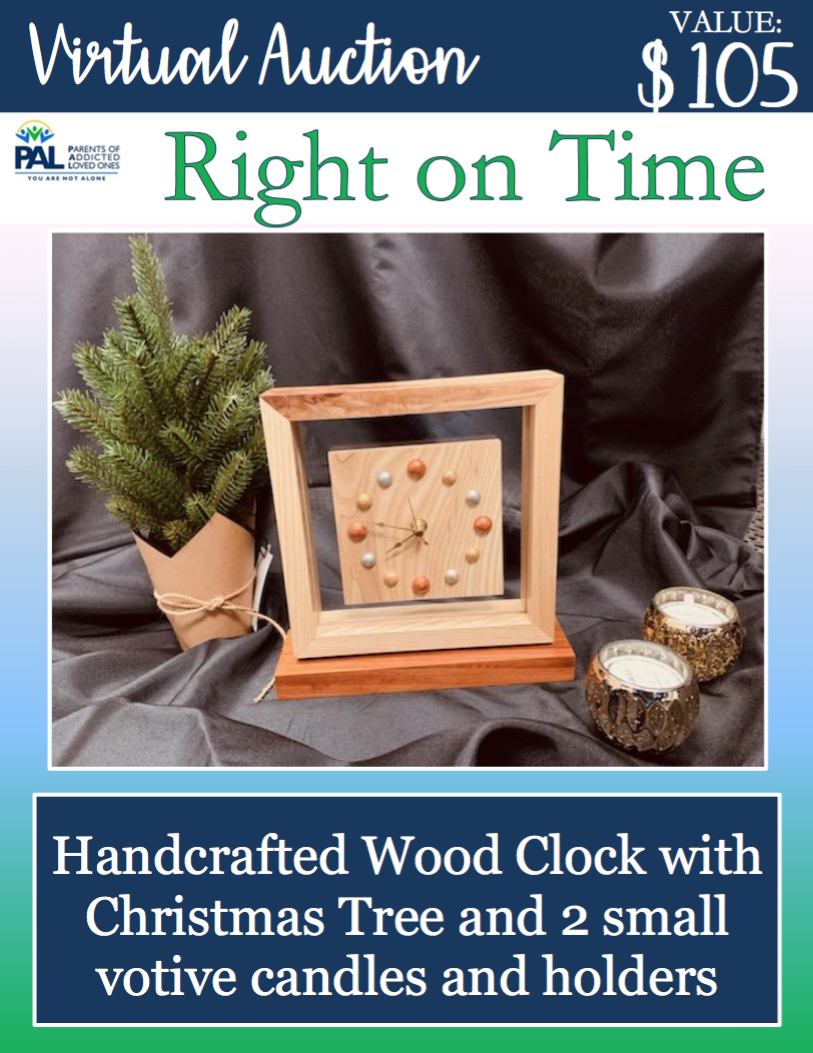 Virtual Auction
VALUE:
$105
PAL
PARENTS OF
ADDICTED
LOVED ONES
YOU ARE NOT ALONE
Right on Time
Handcrafted Wood Clock with
Christmas Tree and 2 small
votive candles and holders